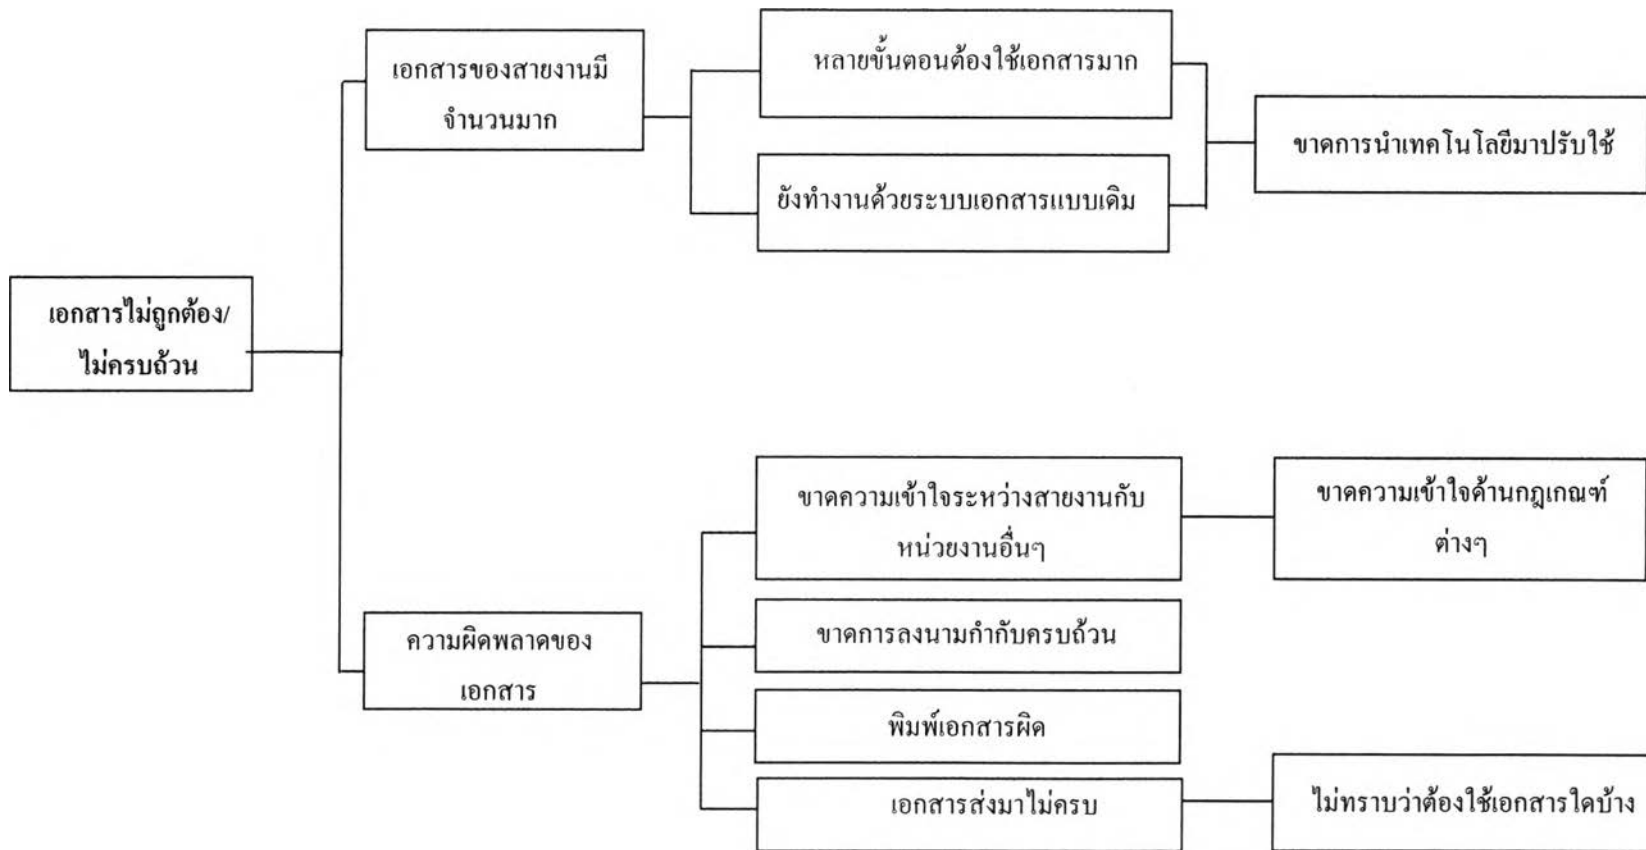 เอกสารของสายงานมี
จำนวนมาก
หลายขั้นตอนต้องใช้เอกสารมาก
ยังทำงานด้วยระบบเอกสารแบบเดิม
ขาดการนำเทคโนโลยีมาปรับใช้
เอกสารไม่ถูกต้อง/
ไม่ครบถ้วน
ความผิดพลาดของ
เอกสาร
ขาดความเข้าใจระหว่างสายงานกับ
หน่วยงานอื่นๆ
ขาดความเข้าใจด้านกฎเกณฑ์
ต่างๆ
ขาดการลงนามกำกับครบถ้วน
พิมพ์เอกสารผิด
เอกสารส่งมาไม่ครบ
ไม่ทราบว่าต้องใช้เอกสารใดบ้าง